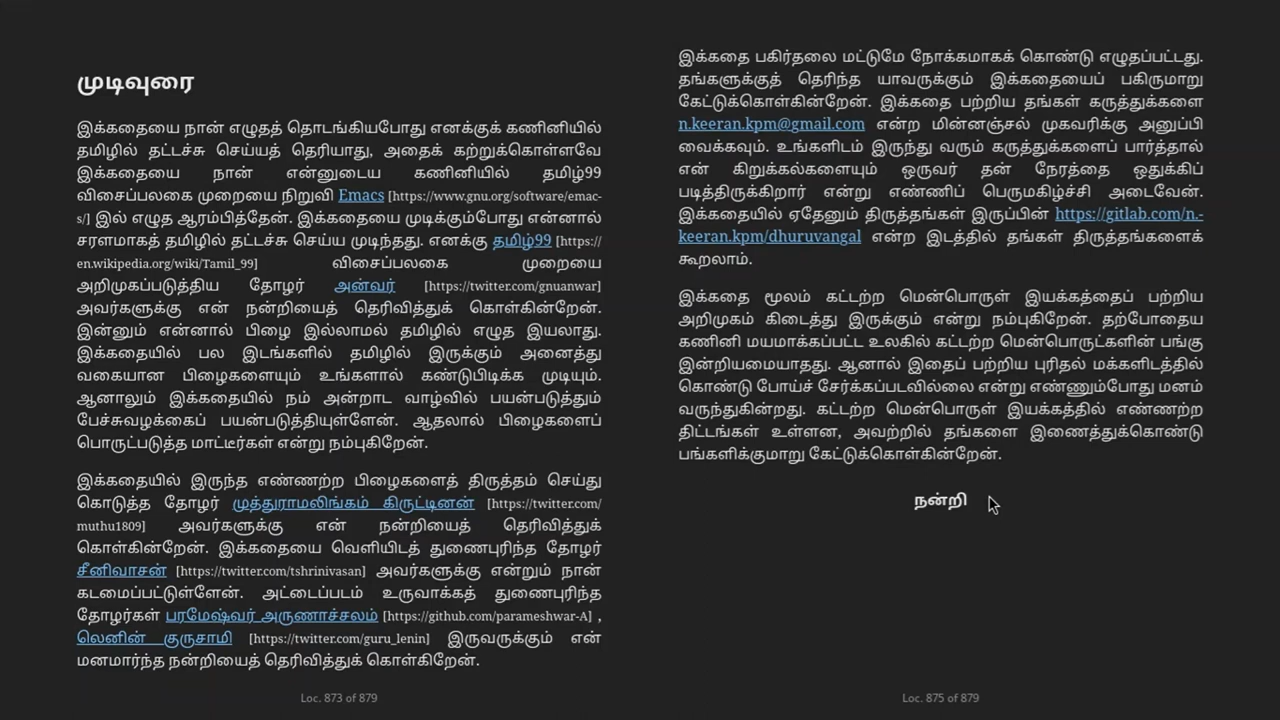 முடிவுரை
இக்கதையை நான் எழுதத் தொடங்கியபோது எனக்குக் கணினியில்
தமிழில் தட்டச்சு செய்யத் தெரியாது, அதைக் கற்றுக்கொள்ளவே
இக்கதையை நான் என்னுடைய கணினியில் தமிழ்99
விசைப்பலகை முறையை நிறுவி Emacs [https://www.gnu.org/software/emac-
s/] இல் எழுத ஆரம்பித்தேன். இக்கதையை முடிக்கும்போது என்னால்
சரளமாகத் தமிழில் தட்டச்சு செய்ய முடிந்தது. எனக்கு தமிழ்99 [https://
en.wikipedia.org/wiki/Tamil_99] விசைப்பலகை முறையை
அறிமுகப்படுத்திய தோழர் அன்வர் [https://twitter.com/gnuanwar]
அவர்களுக்கு என் நன்றியைத் தெரிவித்துக் கொள்கின்றேன்.
இன்னும் என்னால் பிழை இல்லாமல் தமிழில் எழுத இயலாது.
இக்கதையில் பல இடங்களில் தமிழில் இருக்கும் அனைத்து
வகையான பிழைகளையும் உங்களால் கண்டுபிடிக்க முடியும்.
ஆனாலும் இக்கதையில் நம் அன்றாட வாழ்வில் பயன்படுத்தும்
பேச்சுவழக்கைப் பயன்படுத்தியுள்ளேன். ஆதலால் பிழைகளைப்
பொருட்படுத்த மாட்டீர்கள் என்று நம்புகிறேன்.
இக்கதையில் இருந்த எண்ணற்ற பிழைகளைத் திருத்தம் செய்து
கொடுத்த தோழர் முத்துராமலிங்கம் கிருட்டினன் [https://twitter.com/
muthu1809] அவர்களுக்கு என் நன்றியைத் தெரிவித்துக்
கொள்கின்றேன். இக்கதையை வெளியிடத் துணைபுரிந்த தோழர்
சீனிவாசன் [https://twitter.com/tshrinivasan] அவர்களுக்கு என்றும் நான்
கடமைப்பட்டுள்ளேன். அட்டைப்படம் உருவாக்கத் துணைபுரிந்த
தோழர்கள் பரமேஷ்வர் அருணாச்சலம் [https://github.com/parameshwar-A] ,
லெனின் குருசாமி [https://twitter.com/guru_lenin] இருவருக்கும் என்
மனமார்ந்த நன்றியைத் தெரிவித்துக் கொள்கிறேன்.
Loc. 873 of 879
இக்கதை பகிர்தலை மட்டுமே நோக்கமாகக் கொண்டு எழுதப்பட்டது.
தங்களுக்குத் தெரிந்த யாவருக்கும் இக்கதையைப் பகிருமாறு
கேட்டுக்கொள்கின்றேன். இக்கதை பற்றிய தங்கள் கருத்துக்களை
n.keeran.kpm@gmail.com என்ற மின்னஞ்சல் முகவரிக்கு அனுப்பி
வைக்கவும். உங்களிடம் இருந்து வரும் கருத்துக்களைப் பார்த்தால்
என் கிறுக்கல்களையும் ஒருவர் தன் நேரத்தை ஒதுக்கிப்
படித்திருக்கிறார் என்று எண்ணிப் பெருமகிழ்ச்சி அடைவேன்.
இக்கதையில் ஏதேனும் திருத்தங்கள் இருப்பின் https://gitlab.com/n.-
keeran.kpm/dhuruvangal என்ற இடத்தில் தங்கள் திருத்தங்களைக்
கூறலாம்.
இக்கதை மூலம் கட்டற்ற மென்பொருள் இயக்கத்தைப் பற்றிய
அறிமுகம் கிடைத்து இருக்கும் என்று நம்புகிறேன். தற்போதைய
கணினி மயமாக்கப்பட்ட உலகில் கட்டற்ற மென்பொருட்களின் பங்கு
இன்றியமையாதது. ஆனால் இதைப் பற்றிய புரிதல் மக்களிடத்தில்
கொண்டு போய்ச் சேர்க்கப்படவில்லை என்று எண்ணும்போது மனம்
வருந்துகின்றது. கட்டற்ற மென்பொருள் இயக்கத்தில் எண்ணற்ற
திட்டங்கள் உள்ளன, அவற்றில் தங்களை இணைத்துக்கொண்டு
பங்களிக்குமாறு கேட்டுக்கொள்கின்றேன்.
நன்றி
Loc. 875 of 879